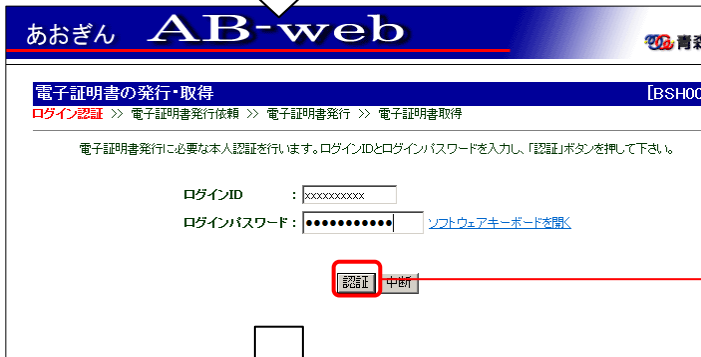 あおぎん AB-web
青森
電子証明書の発行・取得 [BSH00
ログイン認証 >> 電子証明書発行依頼 >> 電子証明書発行 >> 電子証明書取得
電子証明書発行に必要な本人認証を行います。ログインIDとログインパスワードを入力し、「認証」ボタンを押して下さい。
ログインID : xxxxxxxxxx
ログインパスワード : ●●●●●●●●●●● ソフトウェアキーボードを開く
認証 中断